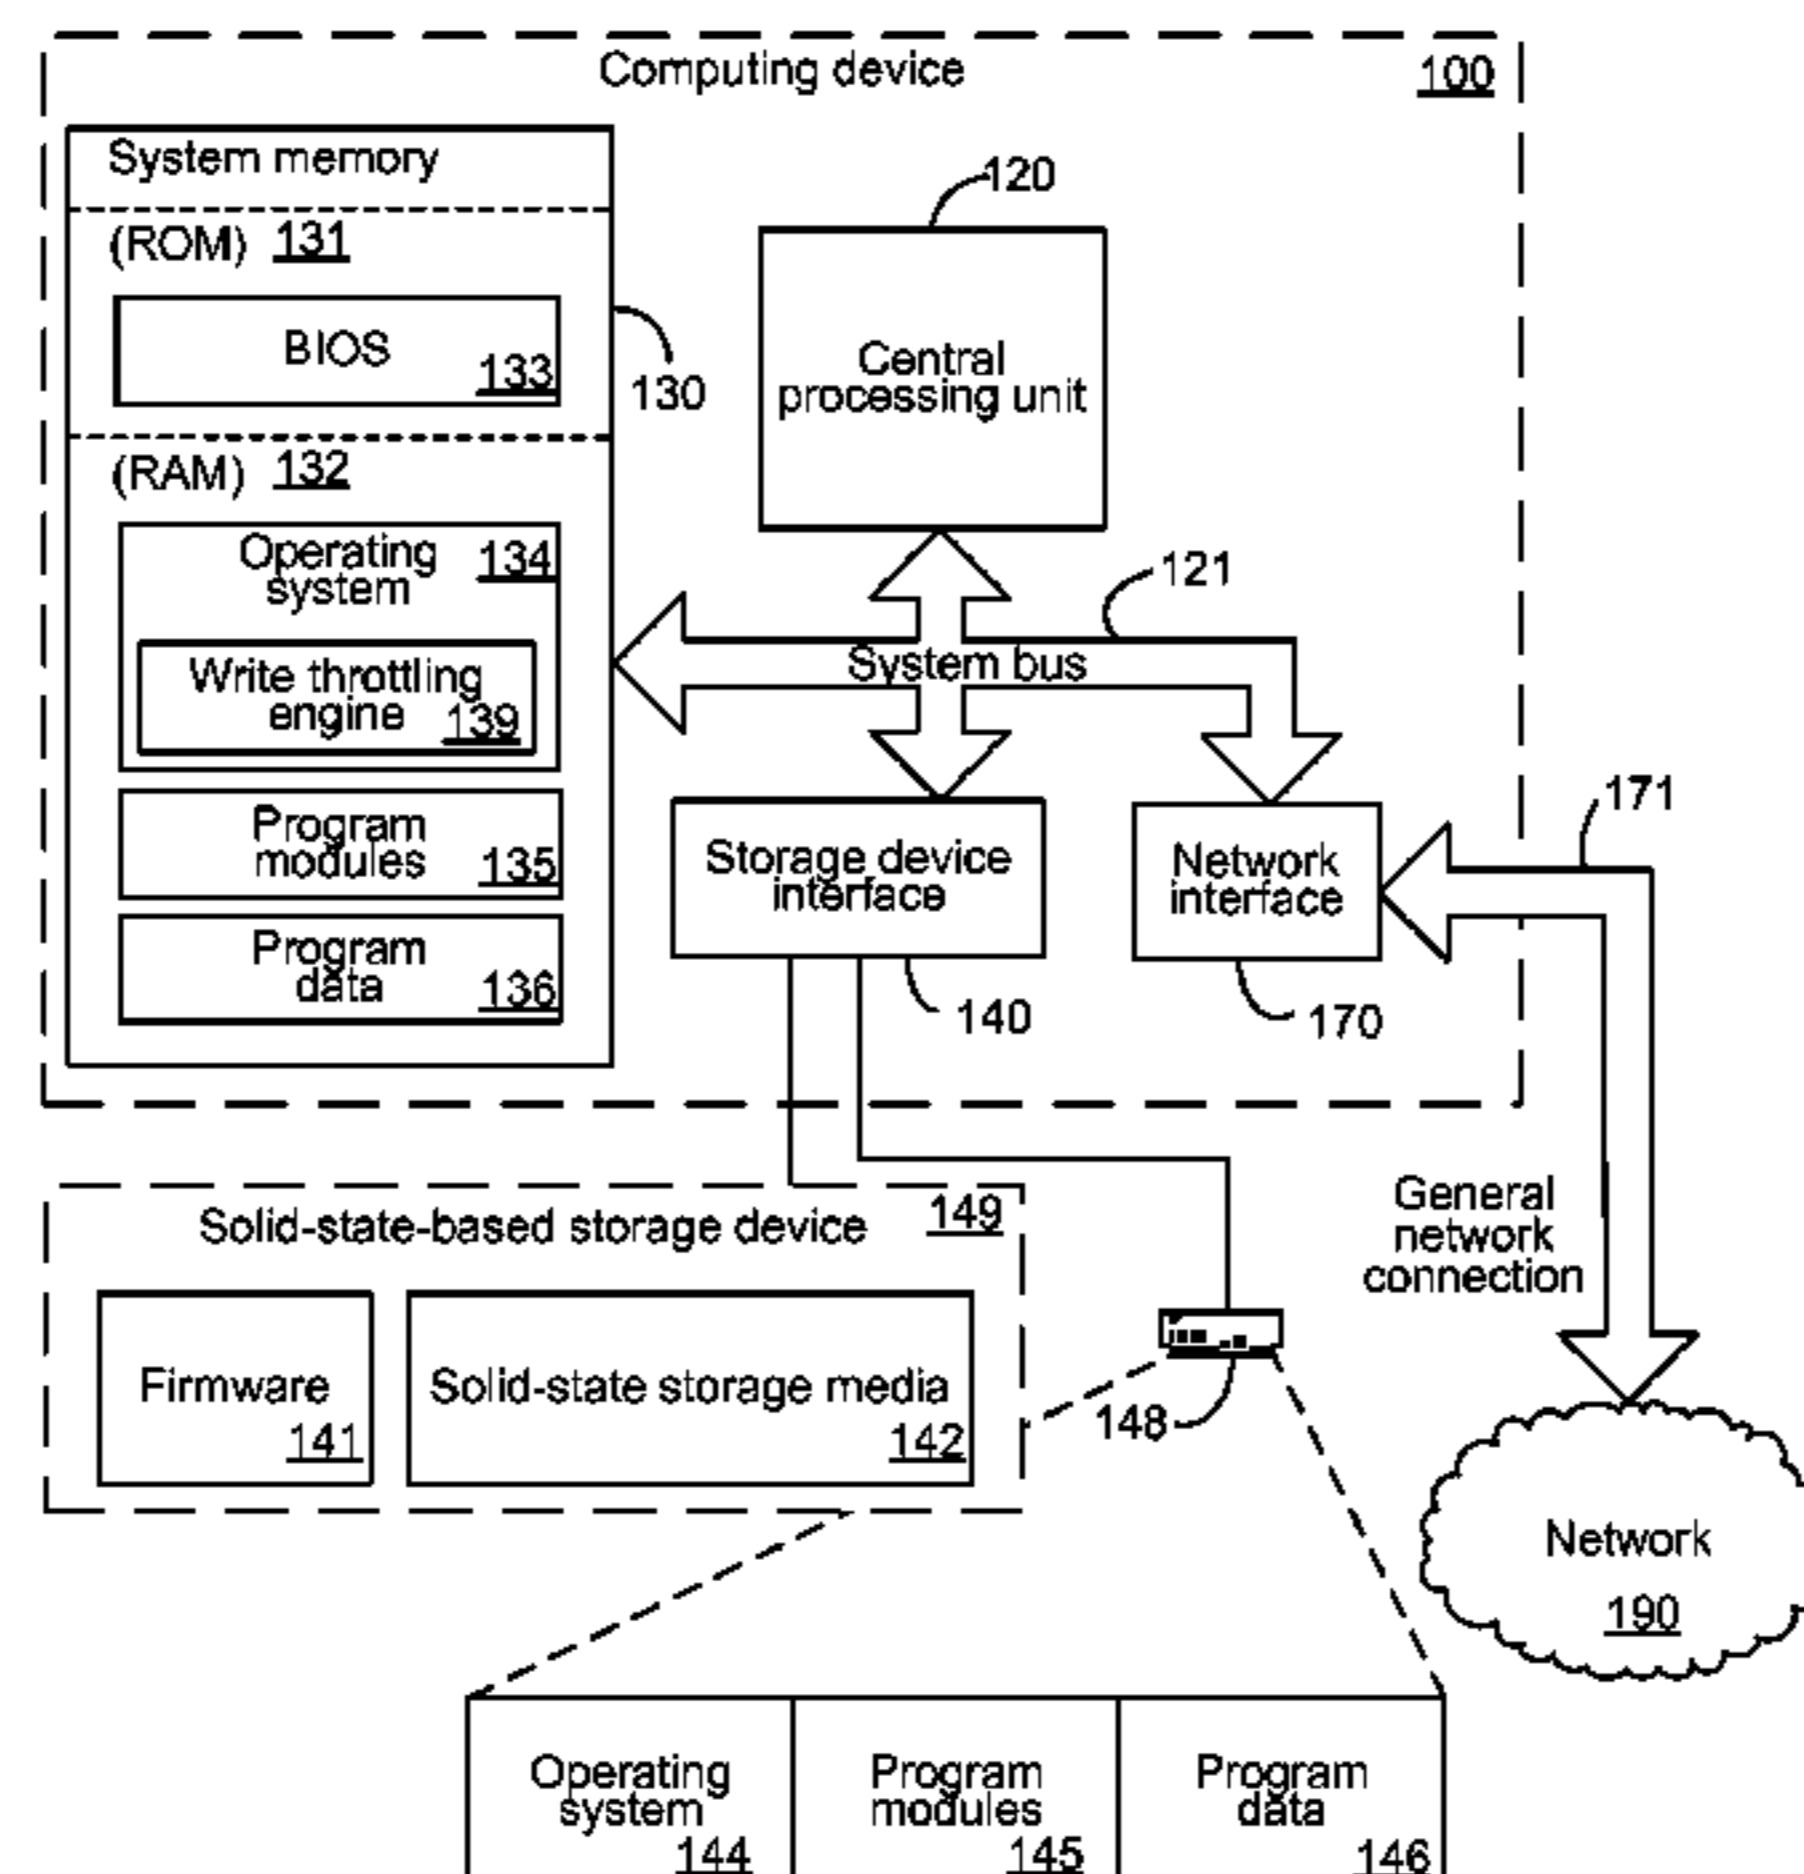 Computing device
100
System memory
(ROM) 131
BIOS
133
130
(RAM) 132
Operating
system
134
Write throttling
engine
139
Program
modules
135
Program
data
136
120
Central
processing unit
121
System bus
Storage device
interface
140
Network
interface
170
171
General
network
connection
Solid-state-based storage device
149
Firmware
141
Solid-state storage media
142
148
Network
190
Operating
system
144
Program
modules
145
Program
data
146